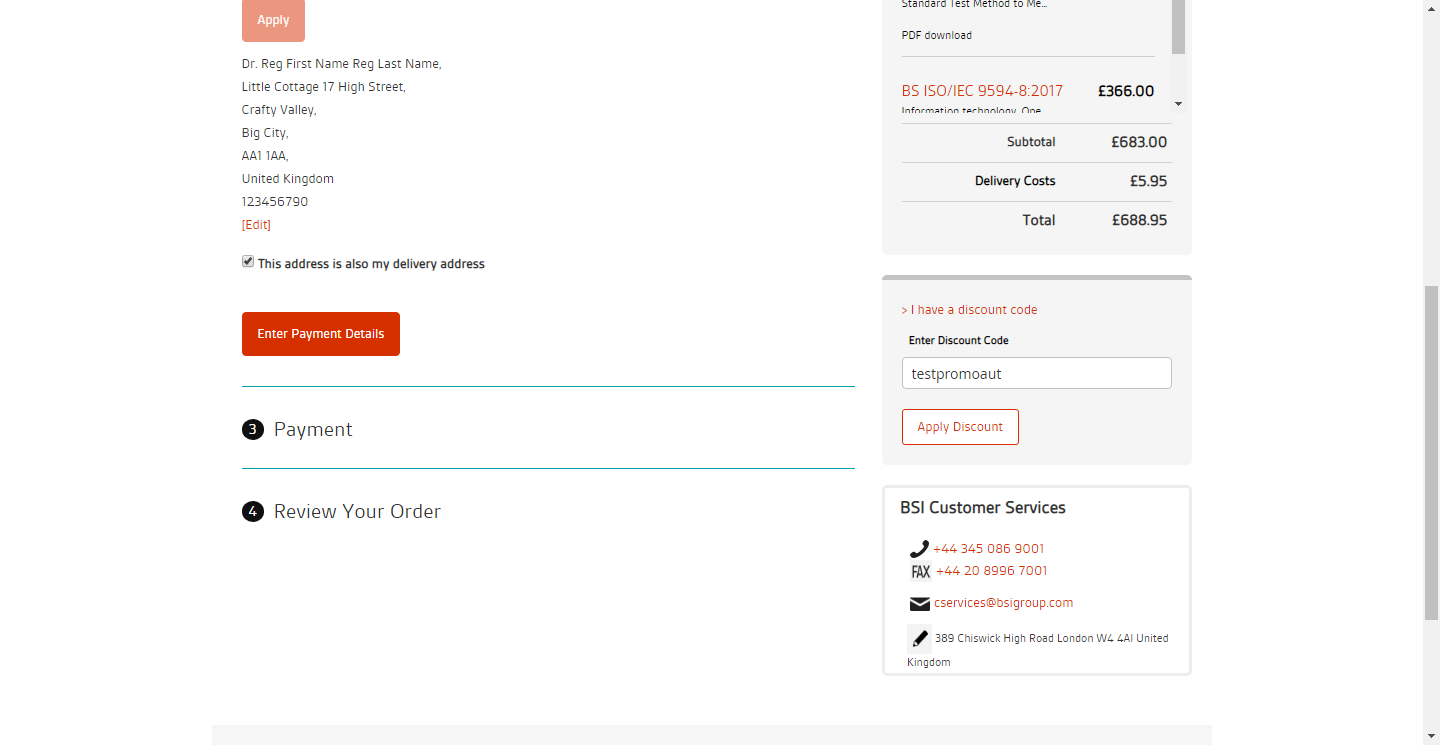 Apply
Dr. Reg First Name Reg Last Name,
Little Cottage 17 High Street,
Crafty Valley,
Big City,
AA1 1AA,
United Kingdom
123456790
[Edit]
This address is also my delivery address
Enter Payment Details
3 Payment
4 Review Your Order
Standard Test Method to Me...
PDF download
BS ISO/IEC 9594-8:2017 £366.00
Information technology. One
Subtotal £683.00
Delivery Costs £5.95
Total £688.95
> I have a discount code
Enter Discount Code
testpromoaut
Apply Discount
BSI Customer Services
+44 345 086 9001
FAX +44 20 8996 7001
cservices@bsigroup.com
389 Chiswick High Road London W4 4AI United
Kingdom